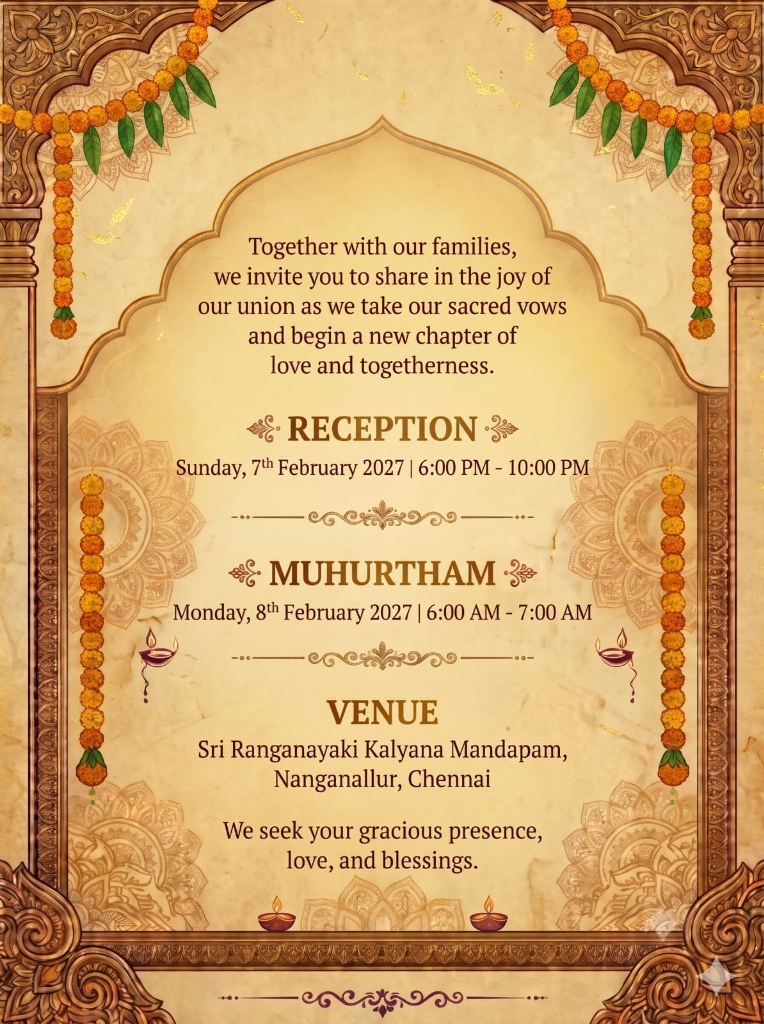 Together with our families,
we invite you to share in the joy of
our union as we take our sacred vows
and begin a new chapter of
love and togetherness.
RECEPTION
Sunday, 7th February 2027 | 6:00 PM - 10:00 PM
MUHURTHAM
Monday, 8th February 2027 | 6:00 AM - 7:00 AM
VENUE
Sri Ranganayaki Kalyana Mandapam,
Nanganallur, Chennai
We seek your gracious presence,
love, and blessings.